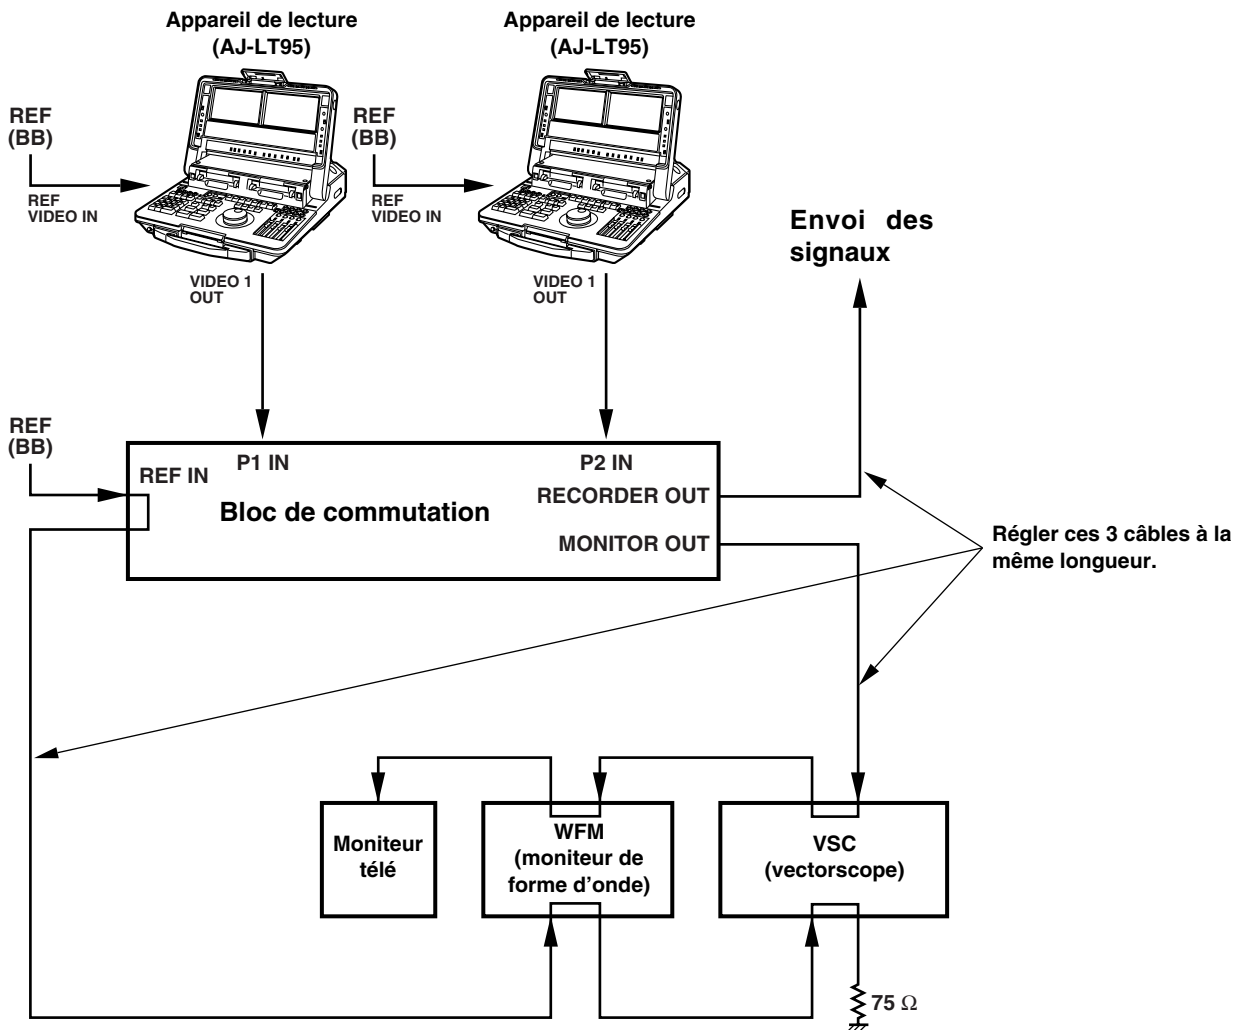 Appareil de lecture
(AJ-LT95)
Appareil de lecture
(AJ-LT95)
REF
(BB)
REF
VIDEO IN
REF
(BB)
REF
VIDEO IN
VIDEO 1
OUT
VIDEO 1
OUT
Envoi des
signaux
REF
(BB)
REF IN
P1 IN
P2 IN
Bloc de commutation
RECORDER OUT
MONITOR OUT
Régler ces 3 câbles à la
même longueur.
Moniteur
télé
WFM
(moniteur de
forme d’onde)
VSC
(vectorscope)
75 Ω